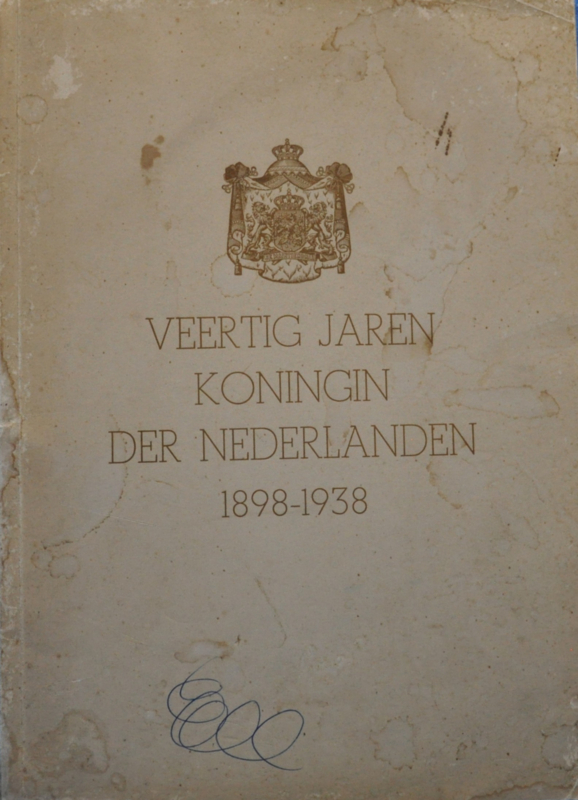 VEERTIG JAREN
KONINGIN
DER NEDERLANDEN
1898-1938